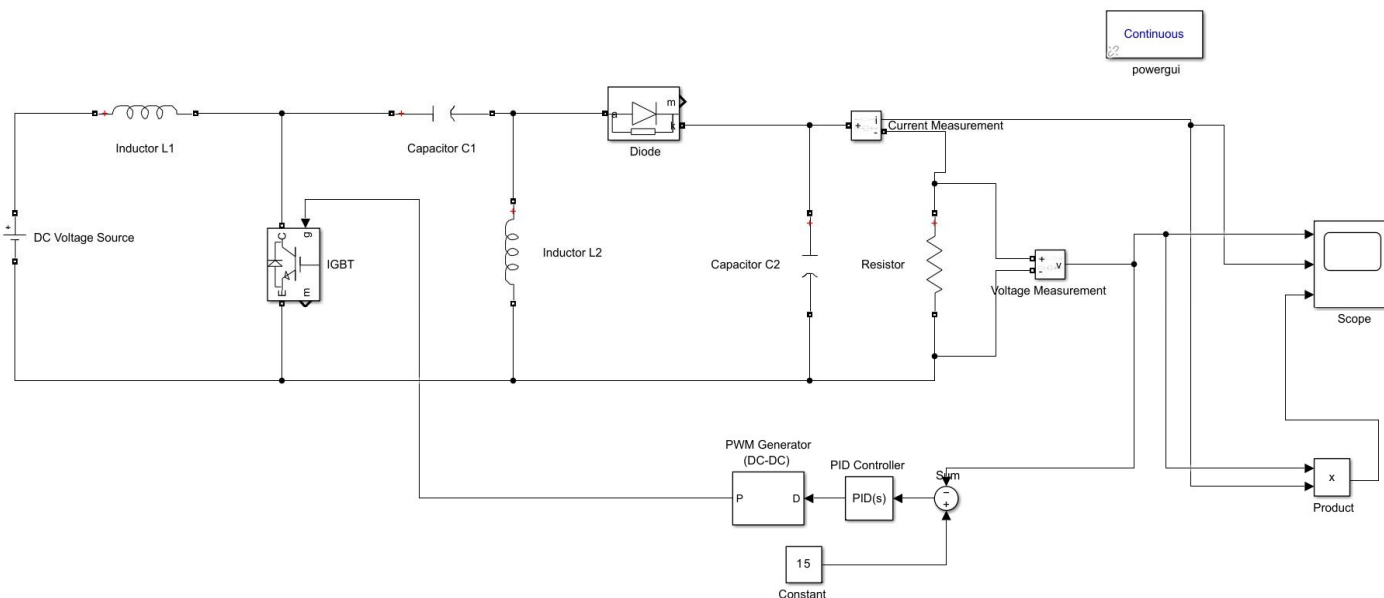 Continuous
powergui
+
Inductor L1
+
Capacitor C1
a
m
k
Diode
+
i
-
Current Measurement
+
DC Voltage Source
C
g
E
m
IGBT
+
Inductor L2
+
Capacitor C2
+
Resistor
+
-
v
Voltage Measurement
Scope
PWM Generator
(DC-DC)
P
D
PID Controller
PID(s)
Sum
-
+
15
Constant
x
Product